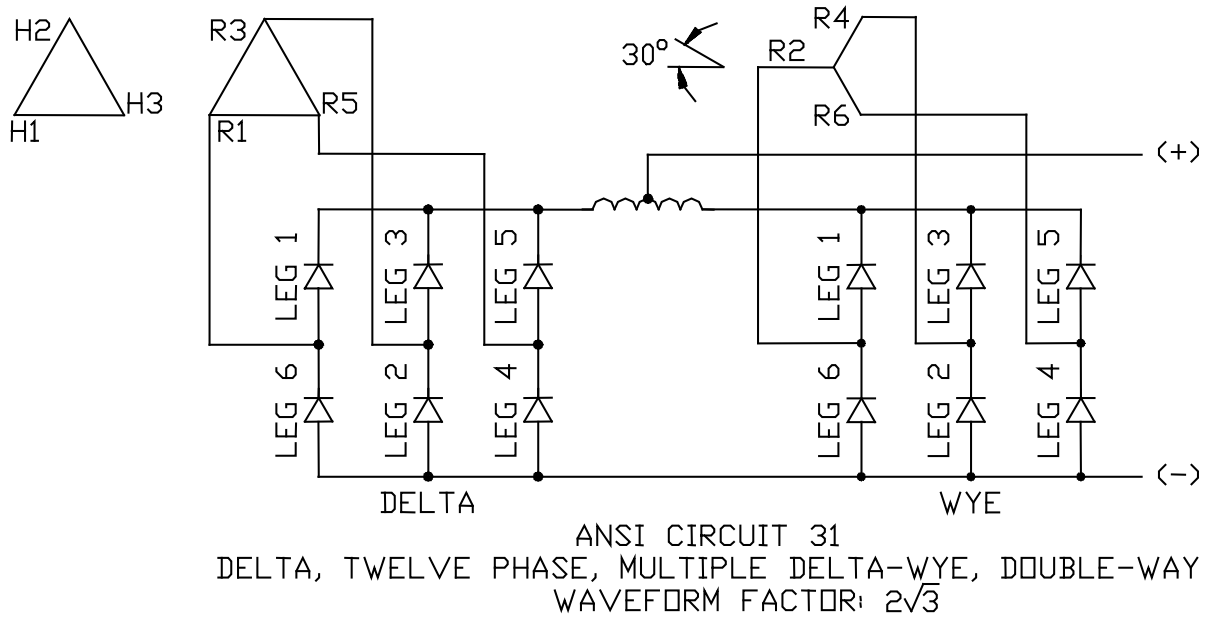 H2
H1
H3
R3
R1
R5
30°
R4
R2
R6
(+)
LEG 1
LEG 3
LEG 5
LEG 1
LEG 3
LEG 5
LEG 6
LEG 2
LEG 4
LEG 6
LEG 2
LEG 4
(-)
DELTA
WYE
ANSI CIRCUIT 31
DELTA, TWELVE PHASE, MULTIPLE DELTA-WYE, DOUBLE-WAY
WAVEFORM FACTOR: 2√3